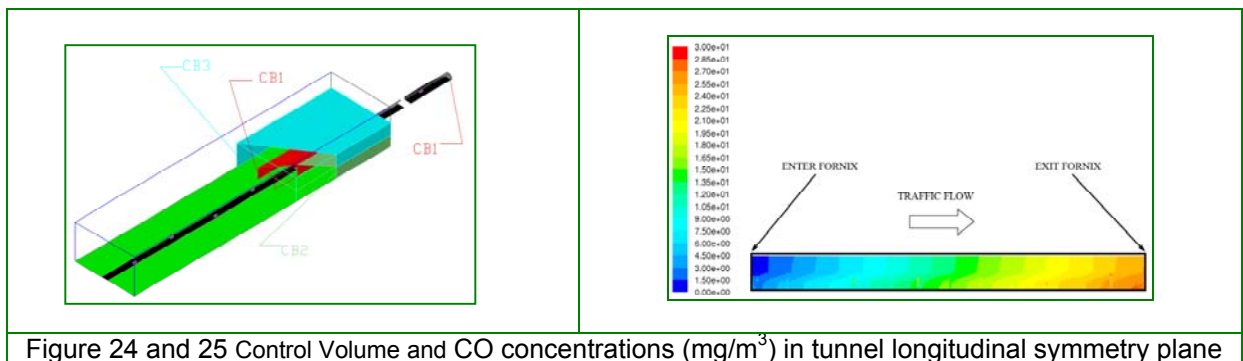 CB3
CB1
CB1
CB2
3.00e+01
2.85e+01
2.70e+01
2.55e+01
2.40e+01
2.25e+01
2.10e+01
1.95e+01
1.80e+01
1.65e+01
1.50e+01
1.35e+01
1.20e+01
1.05e+01
9.00e+00
7.50e+00
6.00e+00
4.50e+00
3.00e+00
1.50e+00
0.00e+00
ENTER FORNIX
EXIT FORNIX
TRAFFIC FLOW
Figure 24 and 25 Control Volume and CO concentrations (mg/m³) in tunnel longitudinal symmetry plane